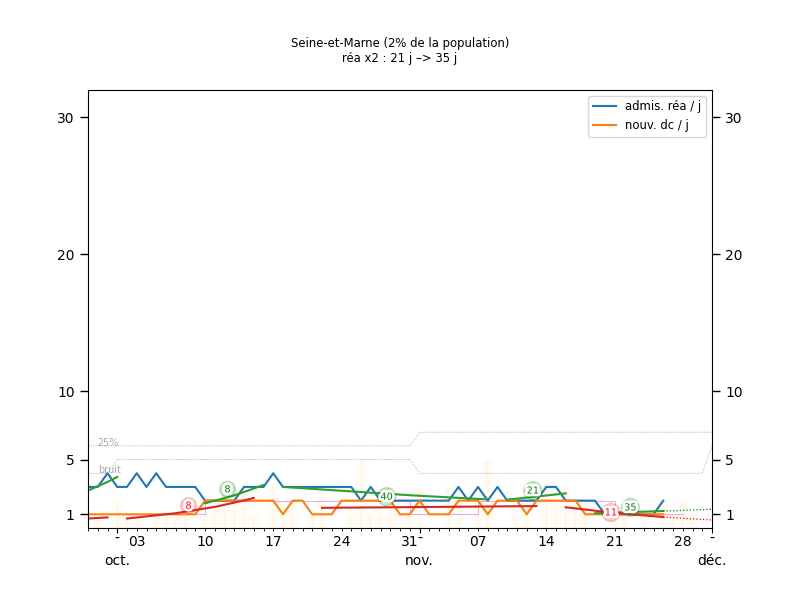 Seine-et-Marne (2% de la population)
réa x2 : 21 j –> 35 j
admis. réa / j
nouv. dc / j
30 30
20 20
10 10
25%
bruit
5 5
8 8 40 21 11 35
1 1
- 03 10 17 24 31 - 07 14 21 28 -
oct. nov. déc.